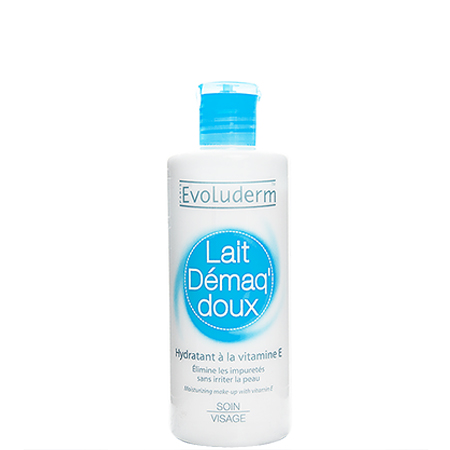 Evoluderm
Lait
Démaq'
doux
Hydratant à la vitamine E
Élimine les impuretés
sans irriter la peau
Moisturizing make up with vitamin E
SOIN
VISAGE